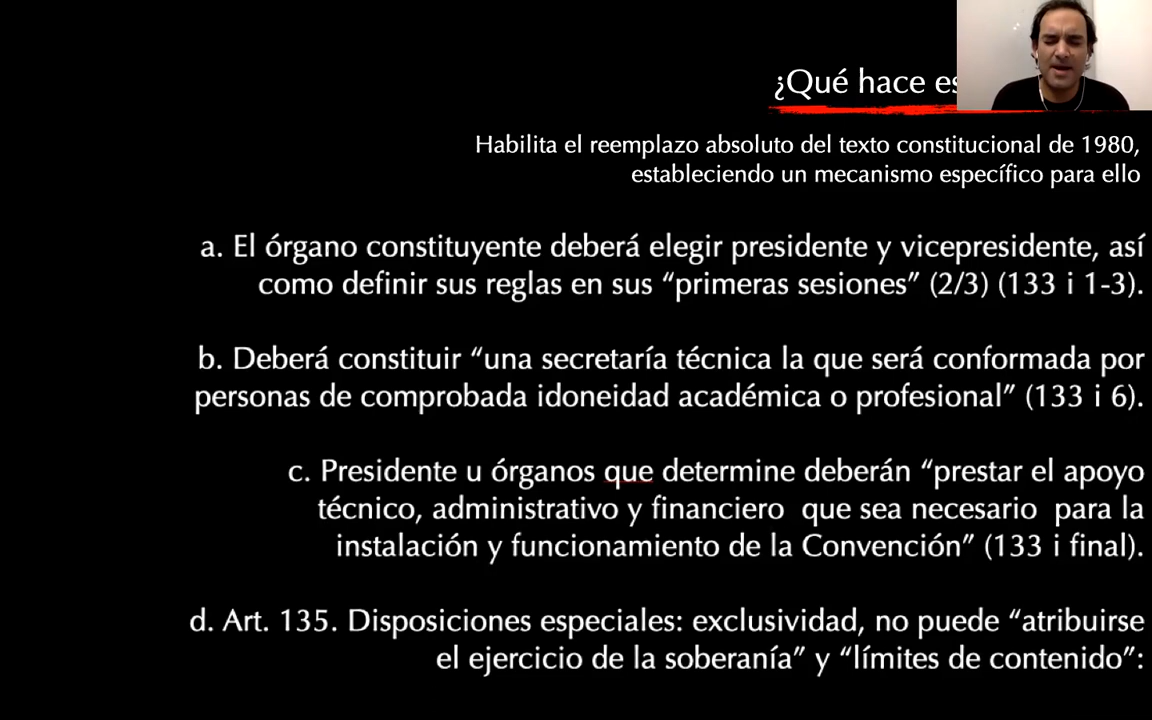 ¿Qué hace
Habilita el reemplazo absoluto del texto constitucional de 1980,
estableciendo un mecanismo específico para ello
a. El órgano constituyente deberá elegir presidente y vicepresidente, así
como definir sus reglas en sus “primeras sesiones” (2/3) (133 i 1-3).
b. Deberá constituir “una secretaría técnica la que será conformada por
personas de comprobada idoneidad académica o profesional” (133 i 6).
c. Presidente u órganos que determine deberán “prestar el apoyo
técnico, administrativo y financiero que sea necesario para la
instalación y funcionamiento de la Convención” (133 i final).
d. Art. 135. Disposiciones especiales: exclusividad, no puede “atribuirse
el ejercicio de la soberanía” y “límites de contenido”: